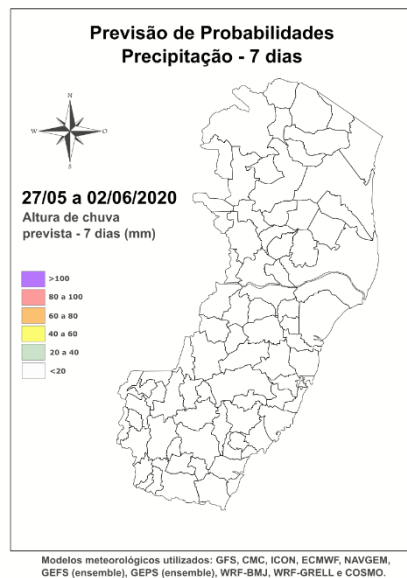 Previsão de Probabilidades
Precipitação - 7 dias
N
W
O
S
27/05 a 02/06/2020
Altura de chuva
prevista - 7 dias (mm)
>100
80 a 100
60 a 80
40 a 60
20 a 40
<20
Modelos meteorológicos utilizados: GFS, CMC, ICON, ECMWF, NAVGEM,
GEFS (ensemble), GEPS (ensemble), WRF-BMJ, WRF-GRELL e COSMO.